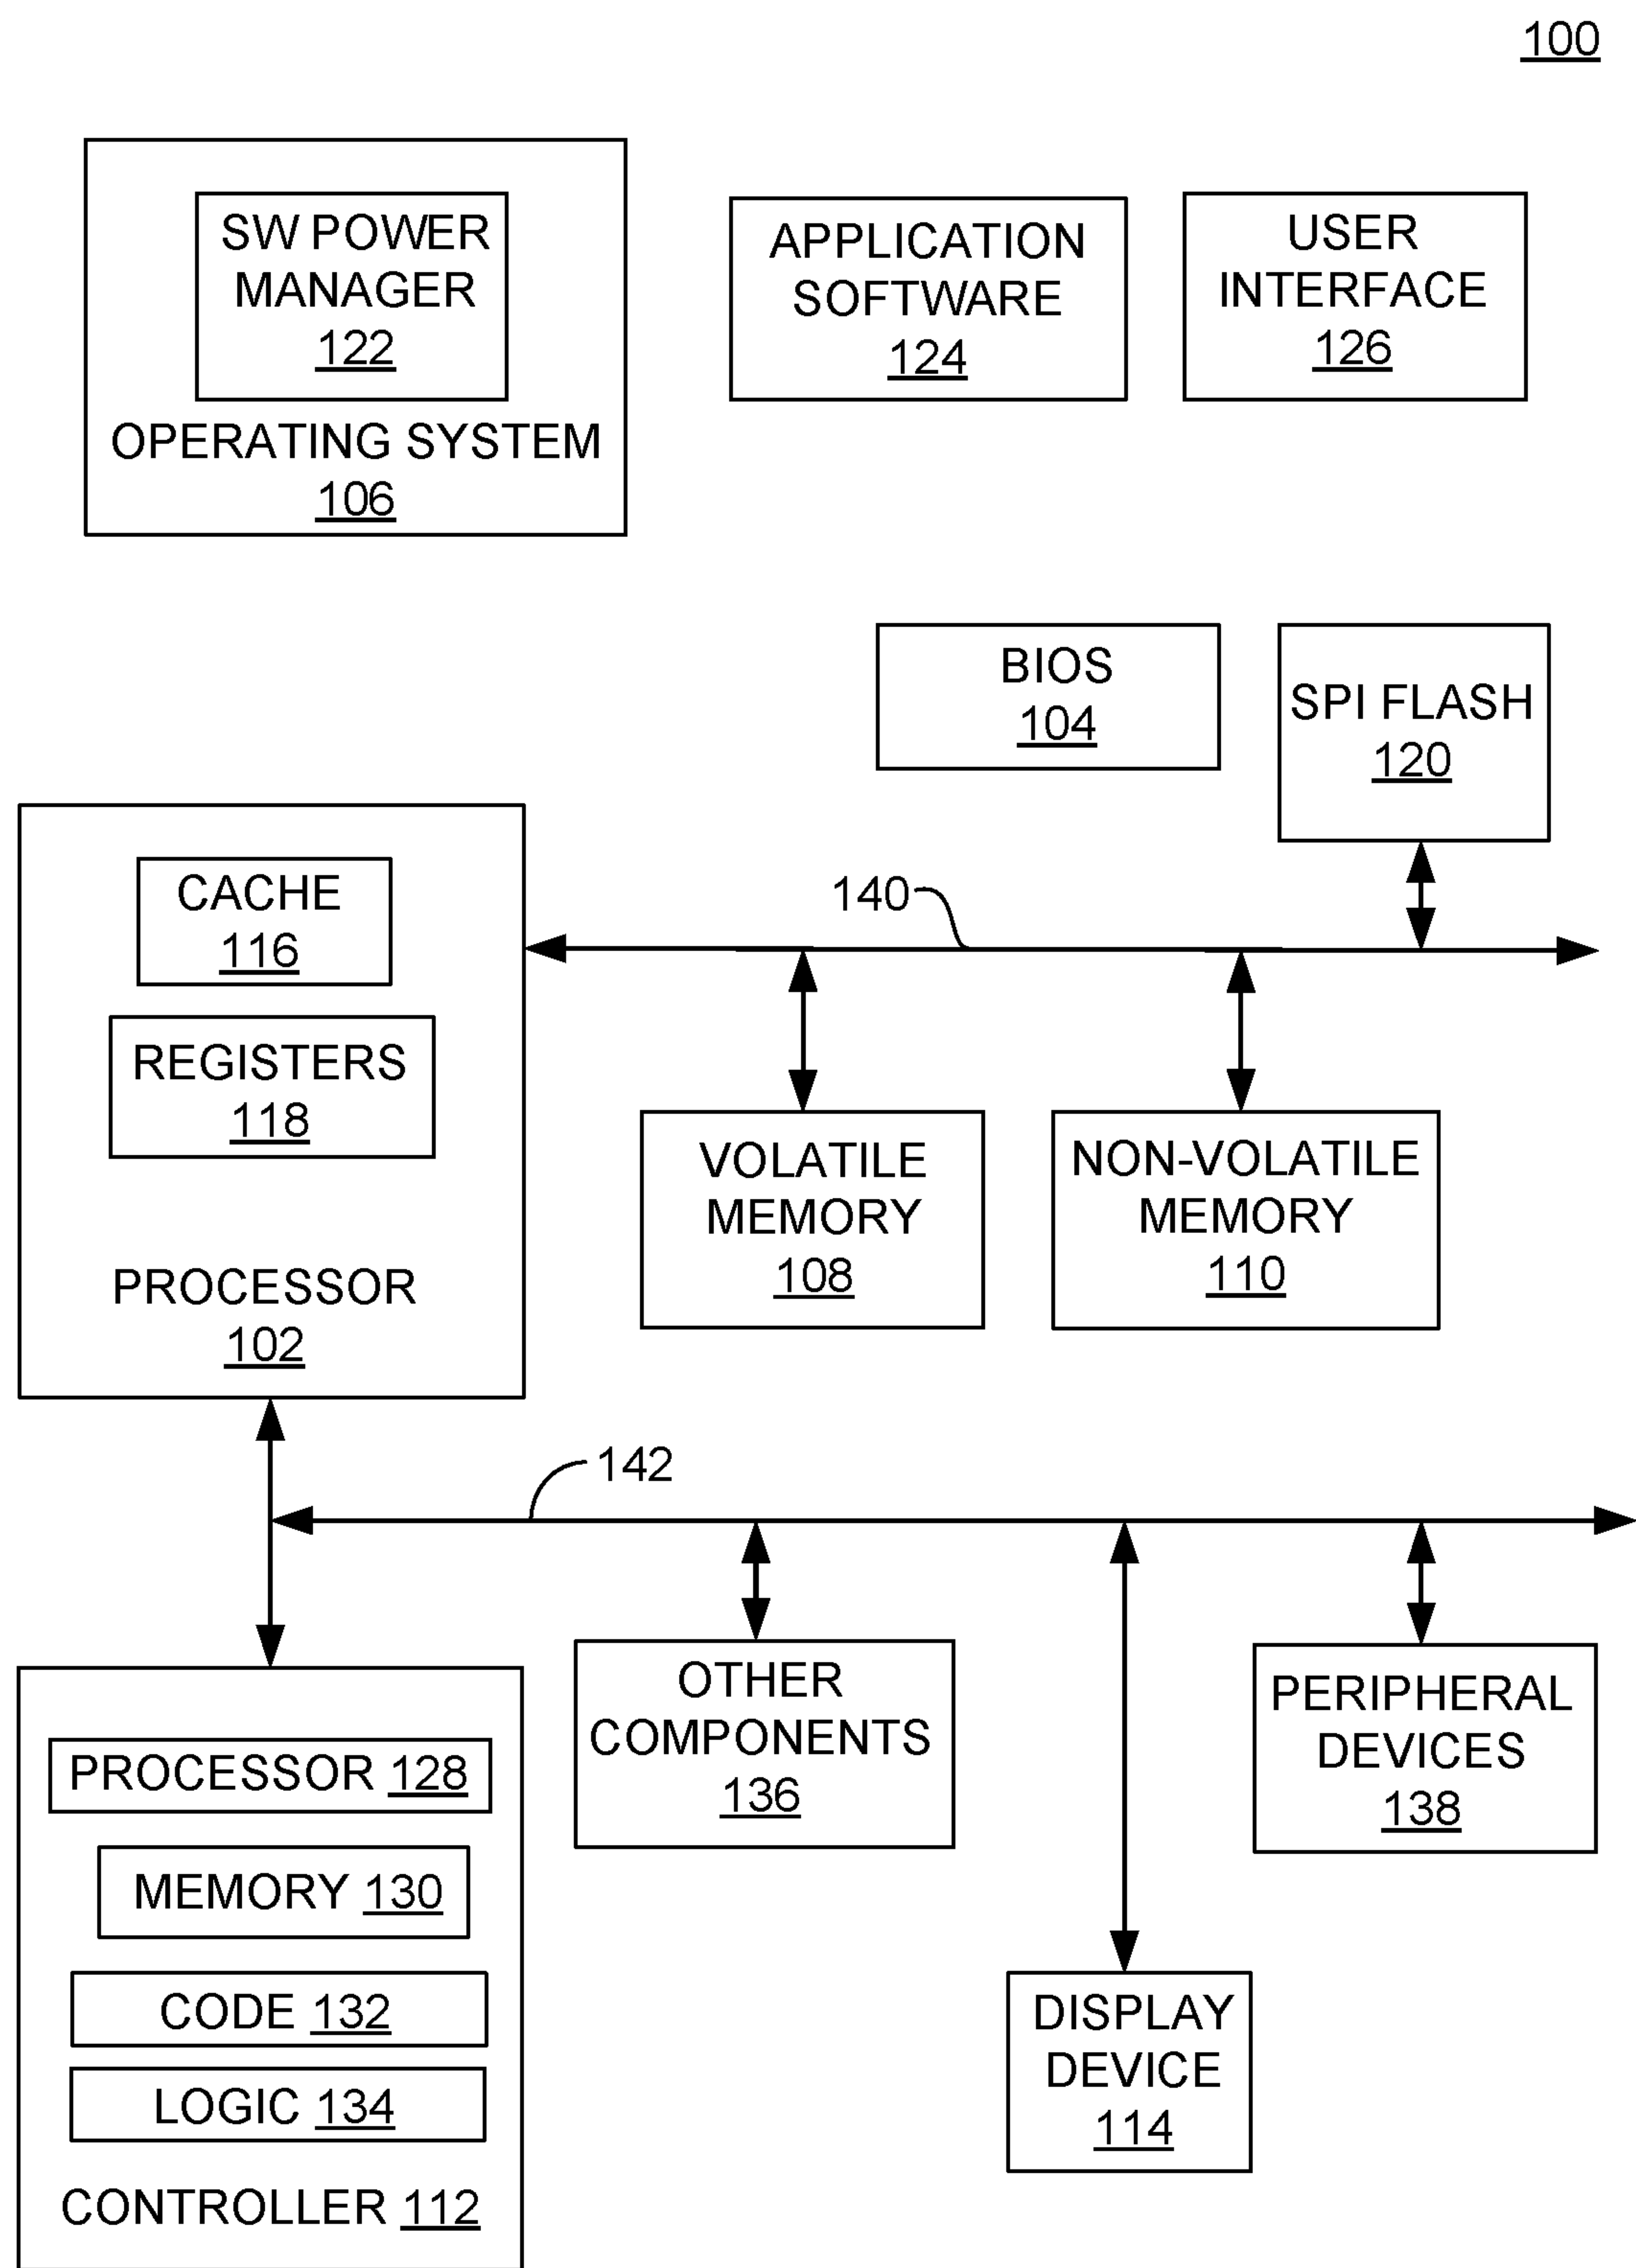 100
SW POWER
MANAGER
122
OPERATING SYSTEM
106
APPLICATION
SOFTWARE
124
USER
INTERFACE
126
BIOS
104
SPI FLASH
120
CACHE
116
REGISTERS
118
PROCESSOR
102
140
VOLATILE
MEMORY
108
NON-VOLATILE
MEMORY
110
142
PROCESSOR 128
MEMORY 130
CODE 132
LOGIC 134
CONTROLLER 112
OTHER
COMPONENTS
136
DISPLAY
DEVICE
114
PERIPHERAL
DEVICES
138